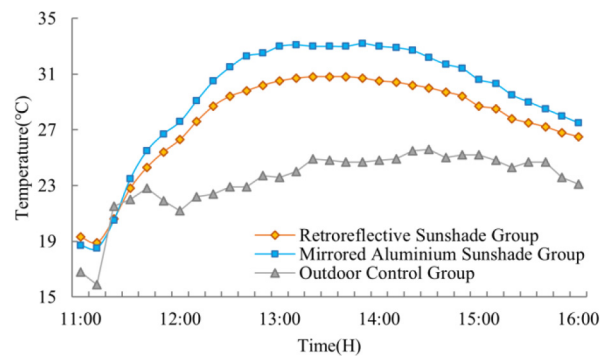 35
31
27
23
19
15
Temperature(℃)
Retroreflective Sunshade Group
Mirrored Aluminium Sunshade Group
Outdoor Control Group
11:00 12:00 13:00 14:00 15:00 16:00
Time(H)